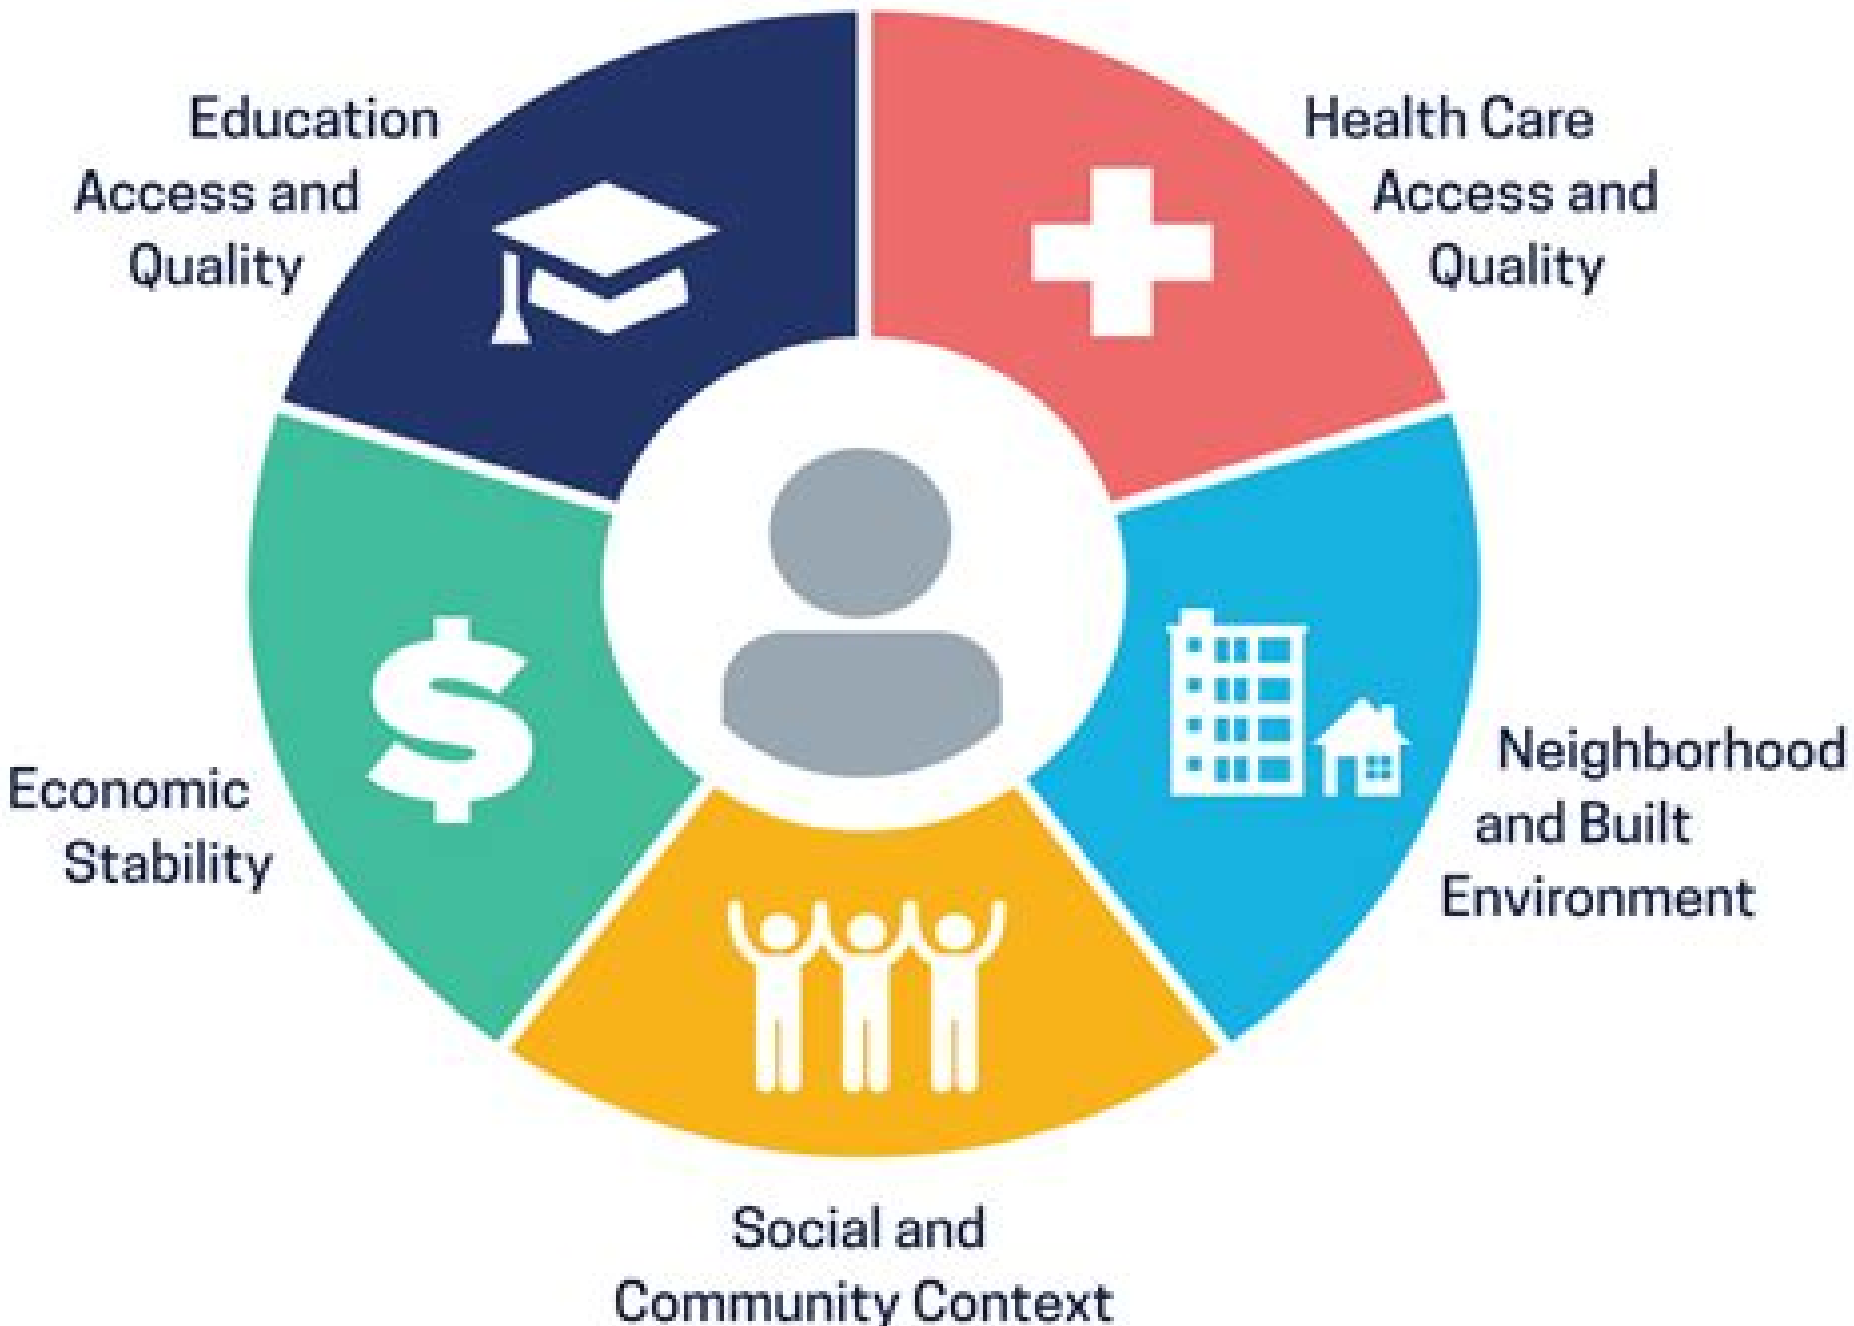 Education
Access and
Quality
Health Care
Access and
Quality
Economic
Stability
Neighborhood
and Built
Environment
Social and
Community Context